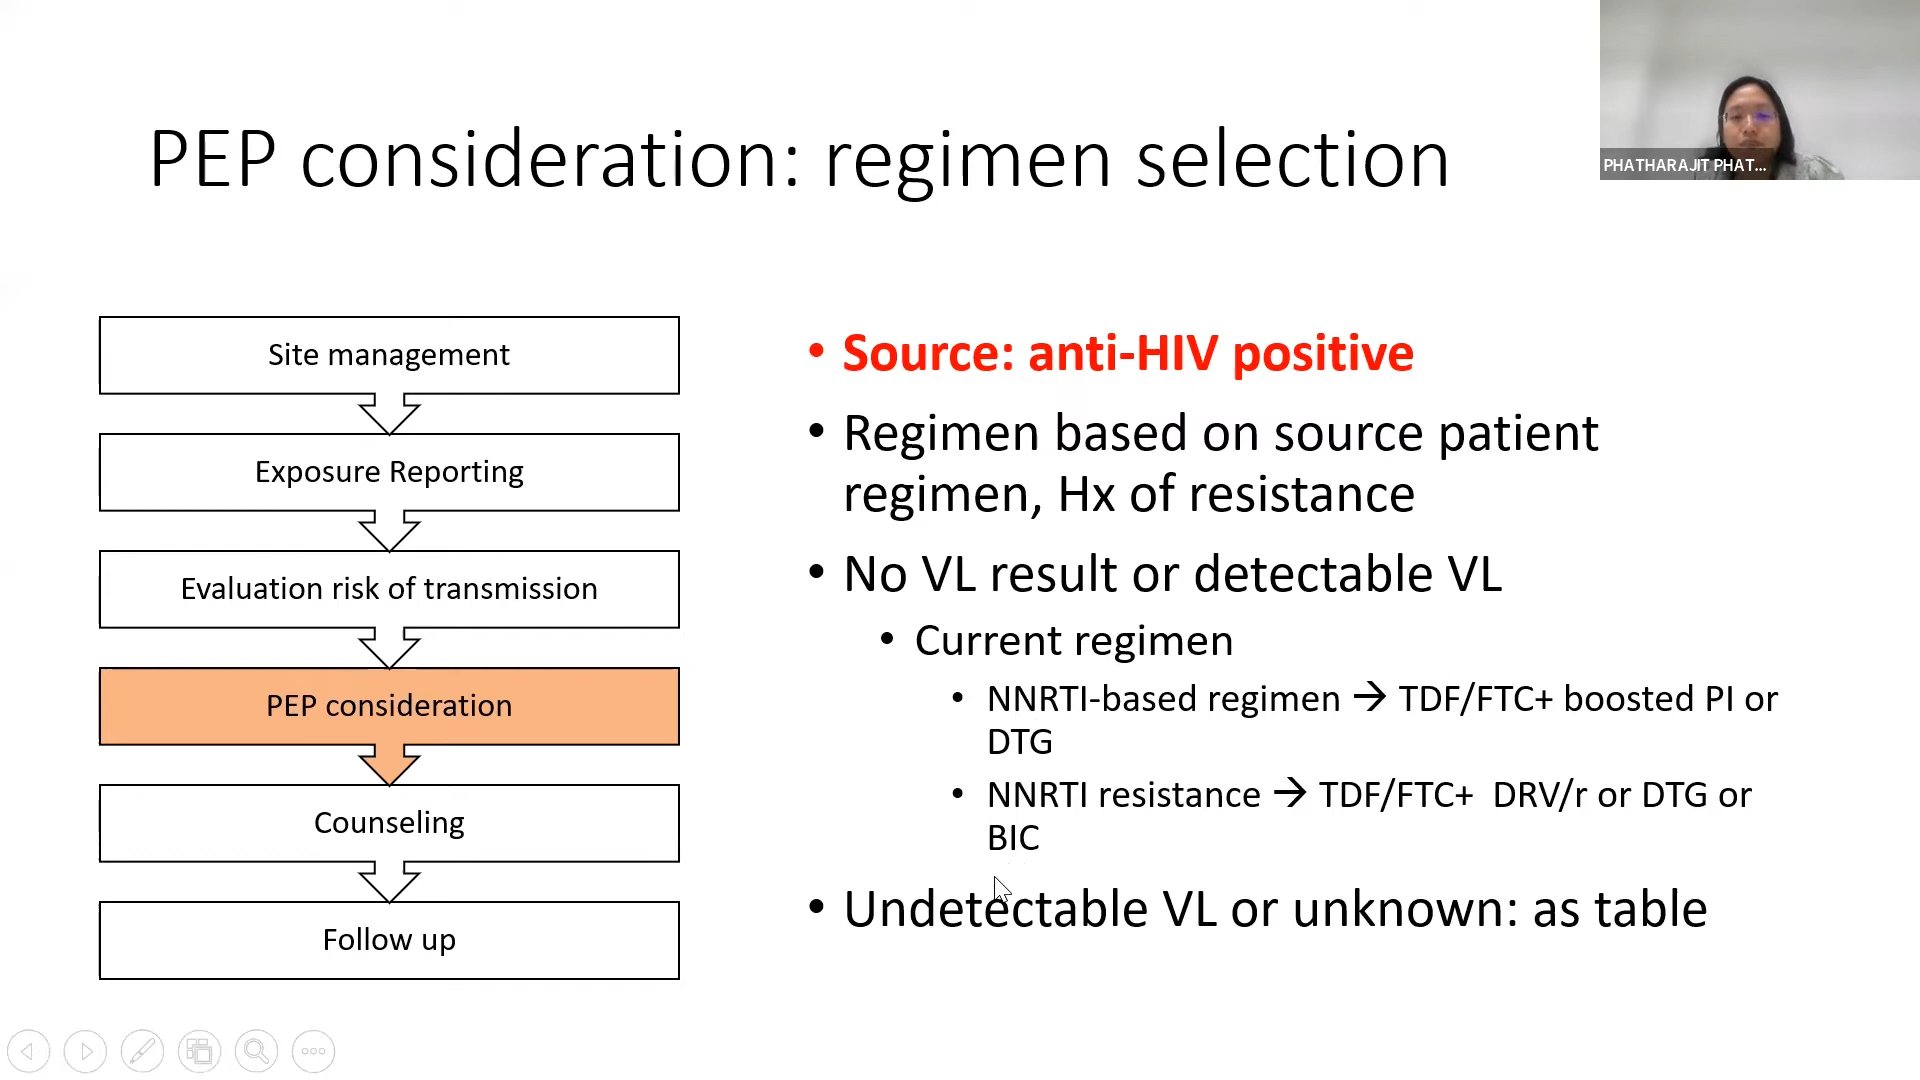 PEP consideration: regimen selection
PHATHARAJIT PHAT...
Site management
Exposure Reporting
Evaluation risk of transmission
PEP consideration
Counseling
Follow up
• Source: anti-HIV positive
• Regimen based on source patient
regimen, Hx of resistance
• No VL result or detectable VL
• Current regimen
• NNRTI-based regimen → TDF/FTC+ boosted PI or
DTG
• NNRTI resistance → TDF/FTC+ DRV/r or DTG or
BIC
• Undetectable VL or unknown: as table